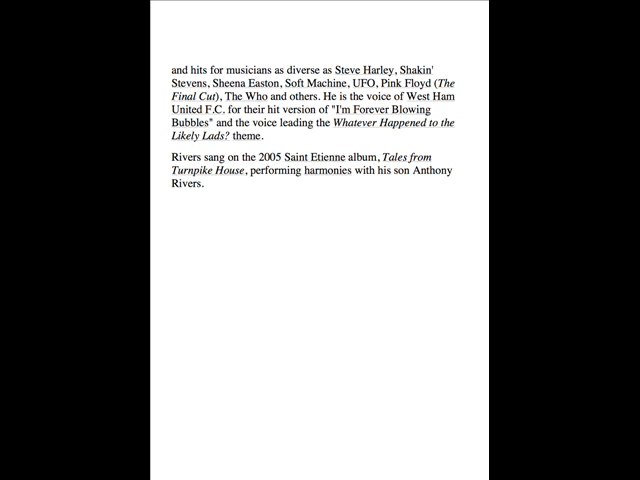 and hits for musicians as diverse as Steve Harley, Shakin'
Stevens, Sheena Easton, Soft Machine, UFO, Pink Floyd (The
Final Cut), The Who and others. He is the voice of West Ham
United F.C. for their hit version of "I'm Forever Blowing
Bubbles" and the voice leading the Whatever Happened to the
Likely Lads? theme.
Rivers sang on the 2005 Saint Etienne album, Tales from
Turnpike House, performing harmonies with his son Anthony
Rivers.